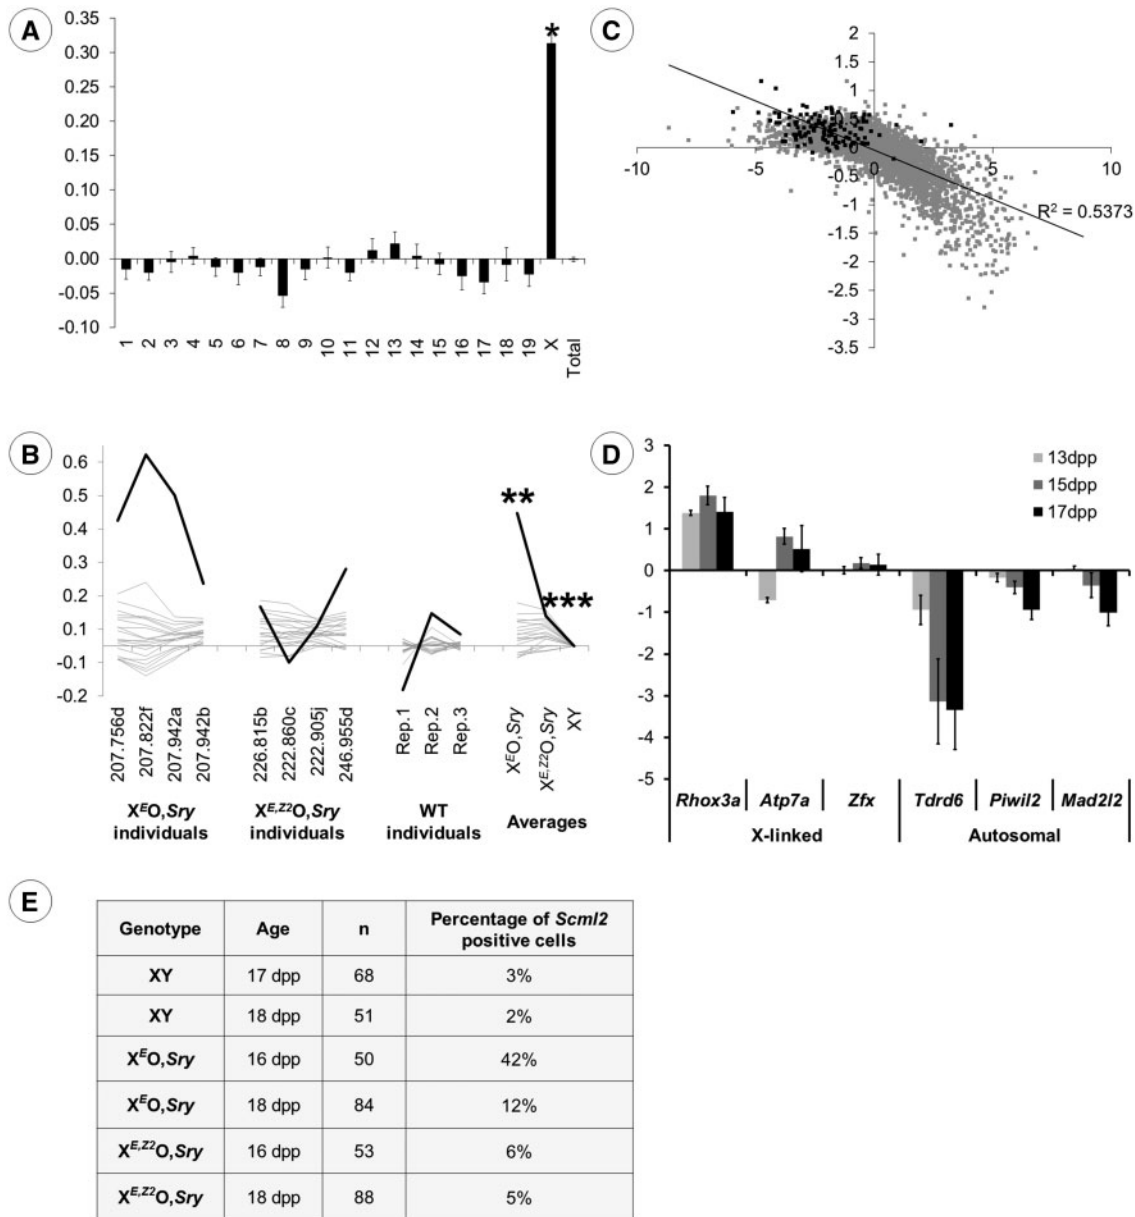 A
0.35
0.30
0.25
0.20
0.15
0.10
0.05
0.00
-0.05
-0.10
*
1 2 3 4 5 6 7 8 9 10 11 12 13 14 15 16 17 18 19 X Total
C
2
1.5
1
0.5
0
-0.5
-1
-1.5
-2
-2.5
-3
-3.5
-10 -5 0 5 10
R² = 0.5373
B
0.6
0.5
0.4
0.3
0.2
0.1
-0.1
-0.2
**
***
207.756d 207.822f 207.942a 207.942b
226.815b 222.860c 222.905j 246.955d
Rep.1 Rep.2 Rep.3
XᴱO,Sry Xᴱ,ᶻ²O,Sry XY
XᴱO,Sry individuals
Xᴱ,ᶻ²O,Sry individuals
WT individuals
Averages
D
3
2
1
0
-1
-2
-3
-4
-5
13dpp
15dpp
17dpp
Rhox3a Atp7a Zfx Tdrd6 Piwil2 Mad2l2
X-linked Autosomal
E
Genotype Age n Percentage of Scml2 positive cells
XY 17 dpp 68 3%
XY 18 dpp 51 2%
XᴱO,Sry 16 dpp 50 42%
XᴱO,Sry 18 dpp 84 12%
Xᴱ,ᶻ²O,Sry 16 dpp 53 6%
Xᴱ,ᶻ²O,Sry 18 dpp 88 5%